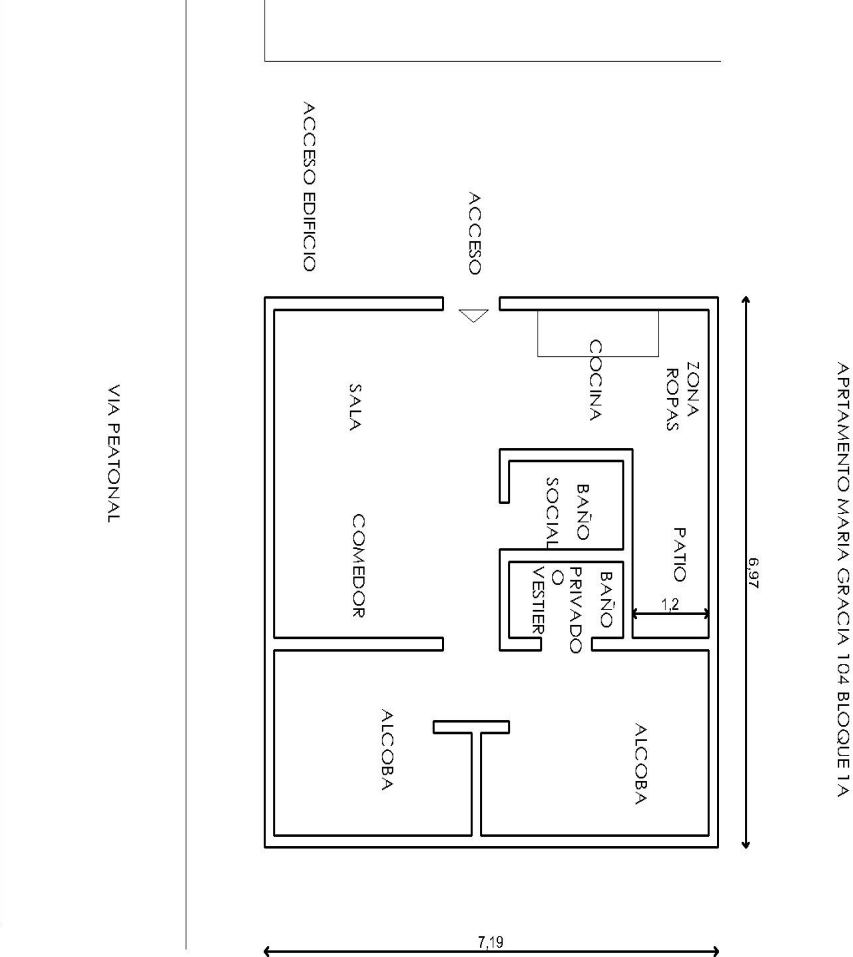 APRTAMENTO MARIA GRACIA 104 BLOQUE 1A
6,97
ZONA
ROPAS
PATIO
1,2
COCINA
BAÑO
SOCIAL
BAÑO
PRIVADO
O
VESTIER
ALCOBA
ACCESO
SALA
COMEDOR
ALCOBA
ACCESO EDIFICIO
VIA PEATONAL
7,19